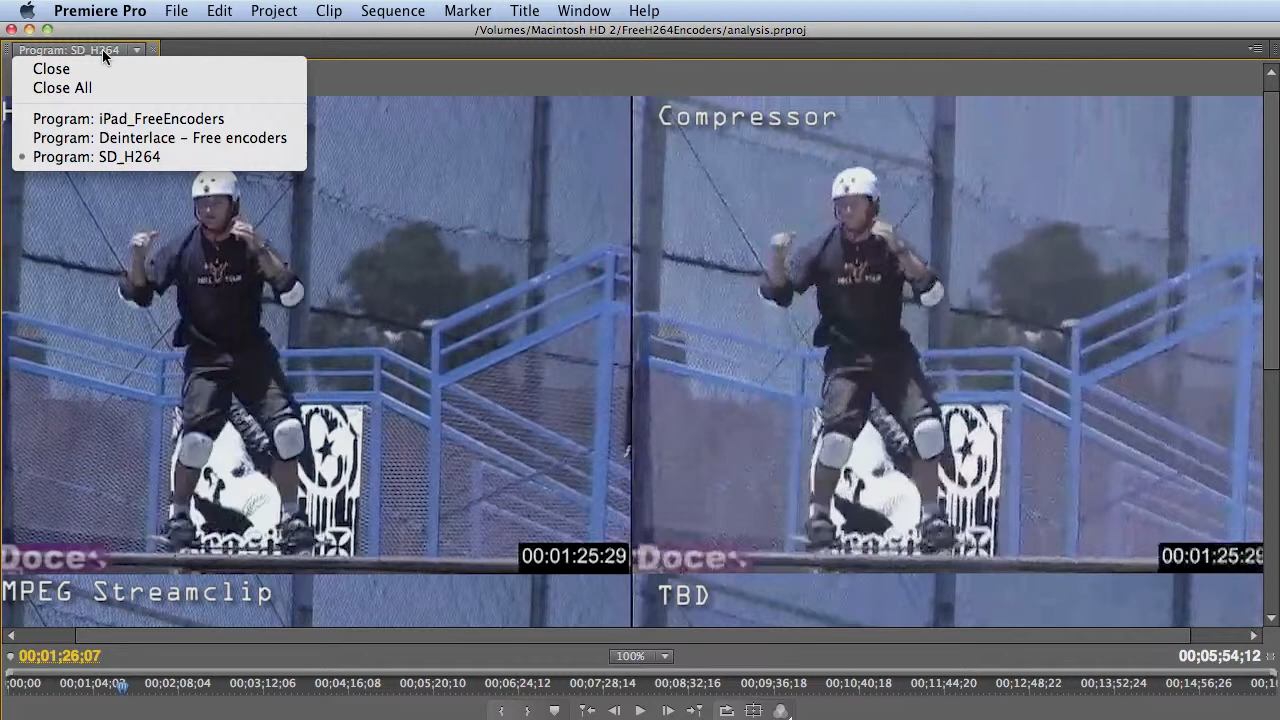 Premiere Pro File Edit Project Clip Sequence Marker Title Window Help
/Volumes/Macintosh HD 2/FreeH264Encoders/analysis.prproj
Program: SD_H264
Close
Close All
Program: iPad_FreeEncoders
Program: Deinterlace - Free encoders
Program: SD_H264
Compressor
Doce
00:01:25:29
Doce
00:01:25:29
MPEG Streamclip
TBD
00;01;26;07
100%
00;05;54;12
;00;00 00;01;04;02 00;02;08;04 00;03;12;06 00;04;16;08 00;05;20;10 00;06;24;12 00;07;28;14 00;08;32;16 00;09;36;18 00;10;40;18 00;11;44;20 00;12;48;22 00;13;52;24 00;14;56;26